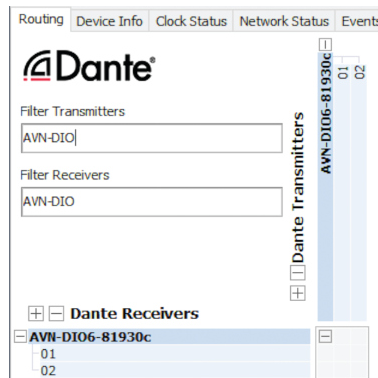 Routing Device Info Clock Status Network Status Events
Dante®
Filter Transmitters
AVN-DIO
Filter Receivers
AVN-DIO
Dante Transmitters
AVN-DIO6-81930c
01
02
Dante Receivers
AVN-DIO6-81930c
01
02